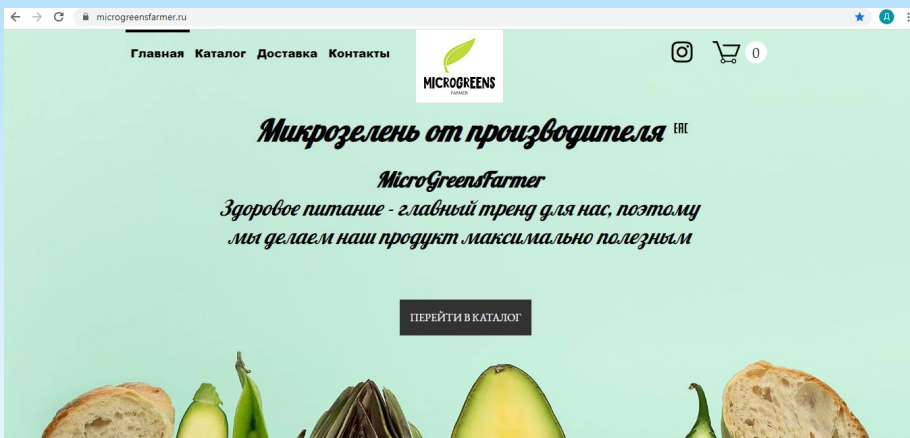 microgreensfarmer.ru
Д
Главная Каталог Доставка Контакты
0
MICROGREENS
FARMER
Микрозелень от производителя EAC
MicroGreensFarmer
Здоровое питание - главный тренд для нас, поэтому
мы делаем наш продукт максимально полезным
ПЕРЕЙТИ В КАТАЛОГ